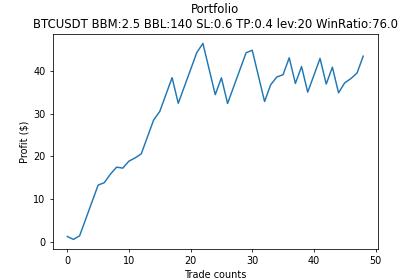 Portfolio
BTCUSDT BBM:2.5 BBL:140 SL:0.6 TP:0.4 lev:20 WinRatio:76.0
Profit ($)
40
30
20
10
0
0 10 20 30 40 50
Trade counts